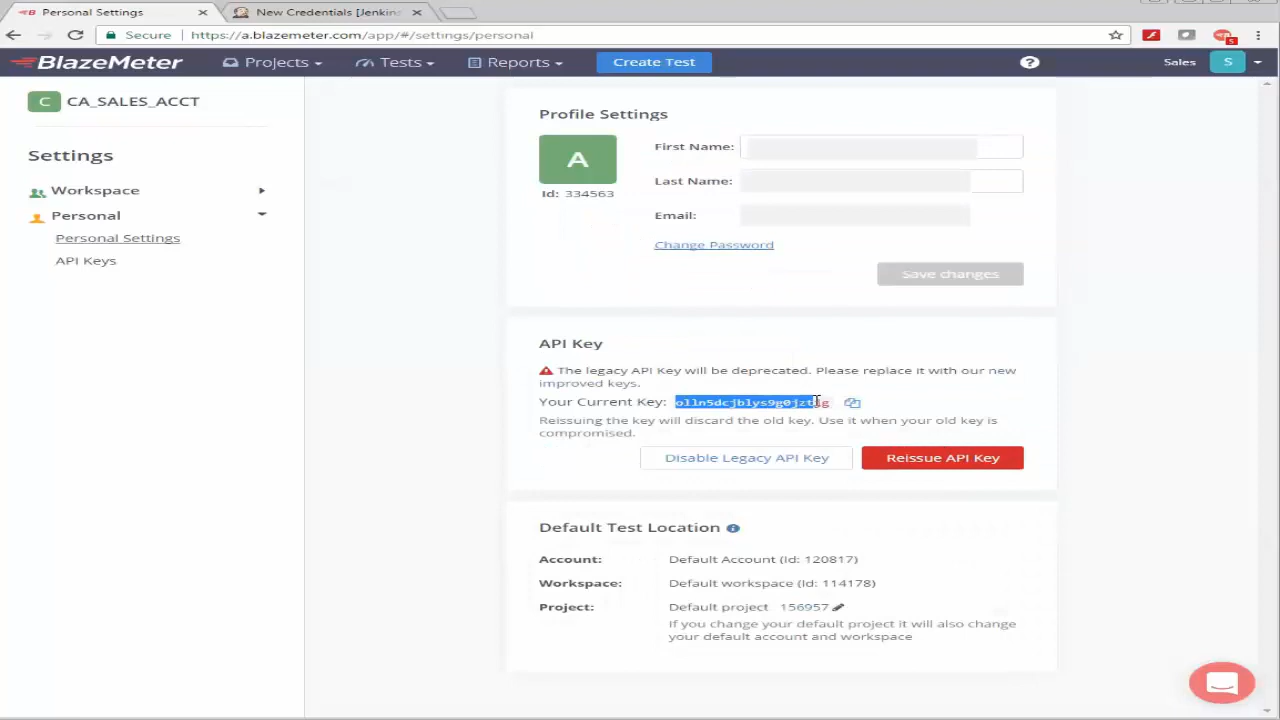 Personal Settings
New Credentials [Jenkins
Secure
https://a.blazemeter.com/app/#/settings/personal
BlazeMeter
Projects
Tests
Reports
Create Test
Sales
S
C
CA_SALES_ACCT
Settings
Workspace
Personal
Personal Settings
API Keys
Profile Settings
A
Id: 334563
First Name:
Last Name:
Email:
Change Password
Save changes
API Key
The legacy API Key will be deprecated. Please replace it with our new
improved keys.
Your Current Key:
Reissuing the key will discard the old key. Use it when your old key is
compromised.
Disable Legacy API Key
Reissue API Key
Default Test Location
Account:
Default Account (Id: 120817)
Workspace:
Default workspace (Id: 114178)
Project:
Default project 156957
If you change your default project it will also change
your default account and workspace